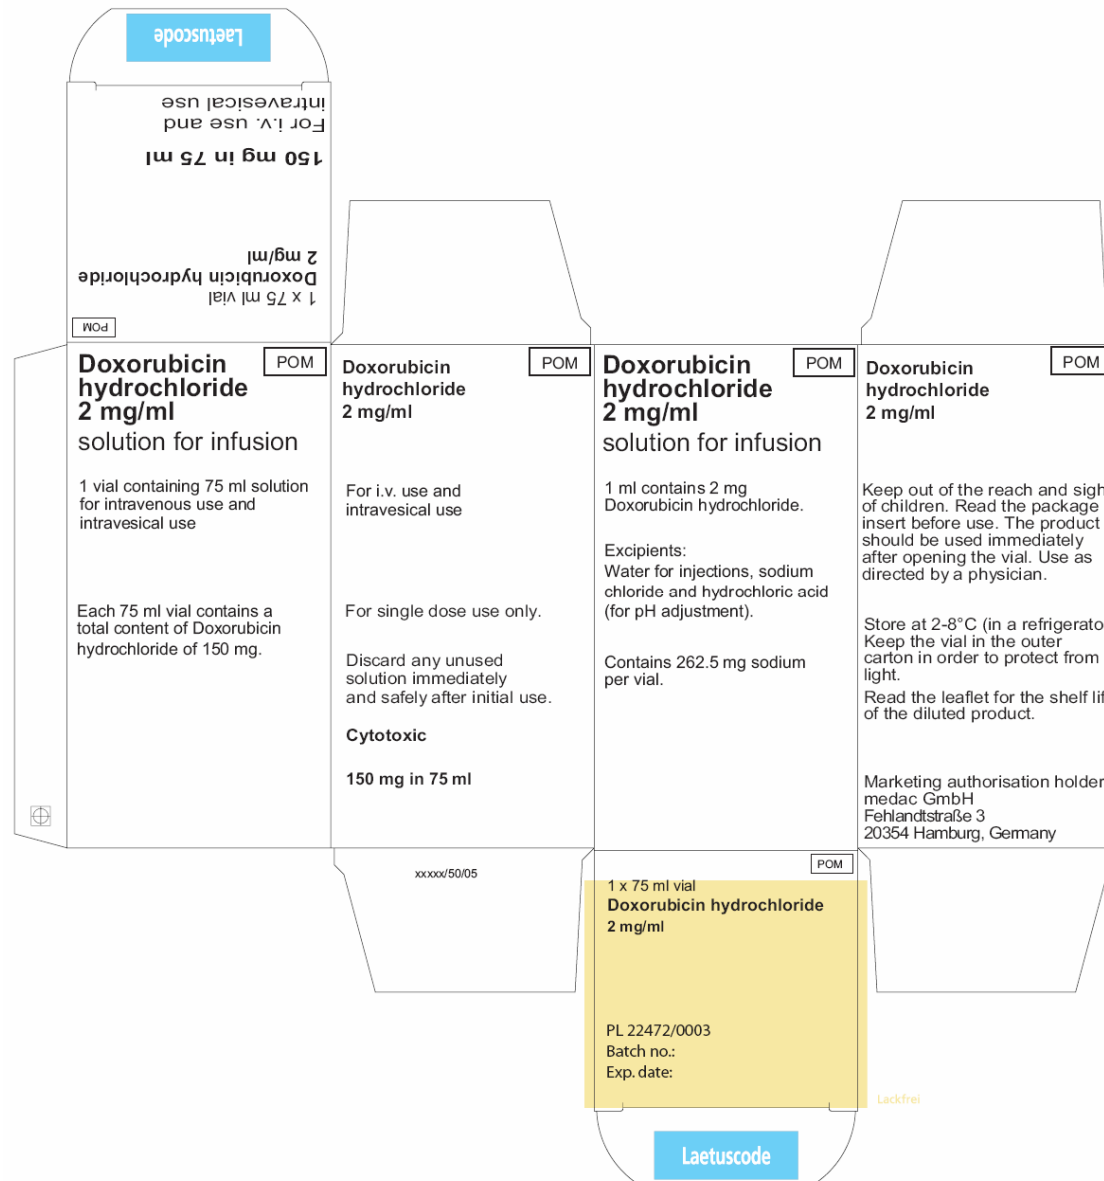 Laetuscode
1 x 75 ml vial
Doxorubicin hydrochloride
2 mg/ml
150 mg in 75 ml
For i.v. use and
intravesical use
POM
Doxorubicin
hydrochloride
2 mg/ml
solution for infusion
POM
1 vial containing 75 ml solution
for intravenous use and
intravesical use
Each 75 ml vial contains a
total content of Doxorubicin
hydrochloride of 150 mg.
Doxorubicin
hydrochloride
2 mg/ml
POM
For i.v. use and
intravesical use
For single dose use only.
Discard any unused
solution immediately
and safely after initial use.
Cytotoxic
150 mg in 75 ml
xxxxx/50/05
Doxorubicin
hydrochloride
2 mg/ml
solution for infusion
POM
1 ml contains 2 mg
Doxorubicin hydrochloride.
Excipients:
Water for injections, sodium
chloride and hydrochloric acid
(for pH adjustment).
Contains 262.5 mg sodium
per vial.
Doxorubicin
hydrochloride
2 mg/ml
POM
Keep out of the reach and sigh
of children. Read the package
insert before use. The product
should be used immediately
after opening the vial. Use as
directed by a physician.
Store at 2-8°C (in a refrigerato
Keep the vial in the outer
carton in order to protect from
light.
Read the leaflet for the shelf lif
of the diluted product.
Marketing authorisation holder
medac GmbH
Fehlandtstraße 3
20354 Hamburg, Germany
POM
1 x 75 ml vial
Doxorubicin hydrochloride
2 mg/ml
PL 22472/0003
Batch no.:
Exp. date:
Lackfrei
Laetuscode